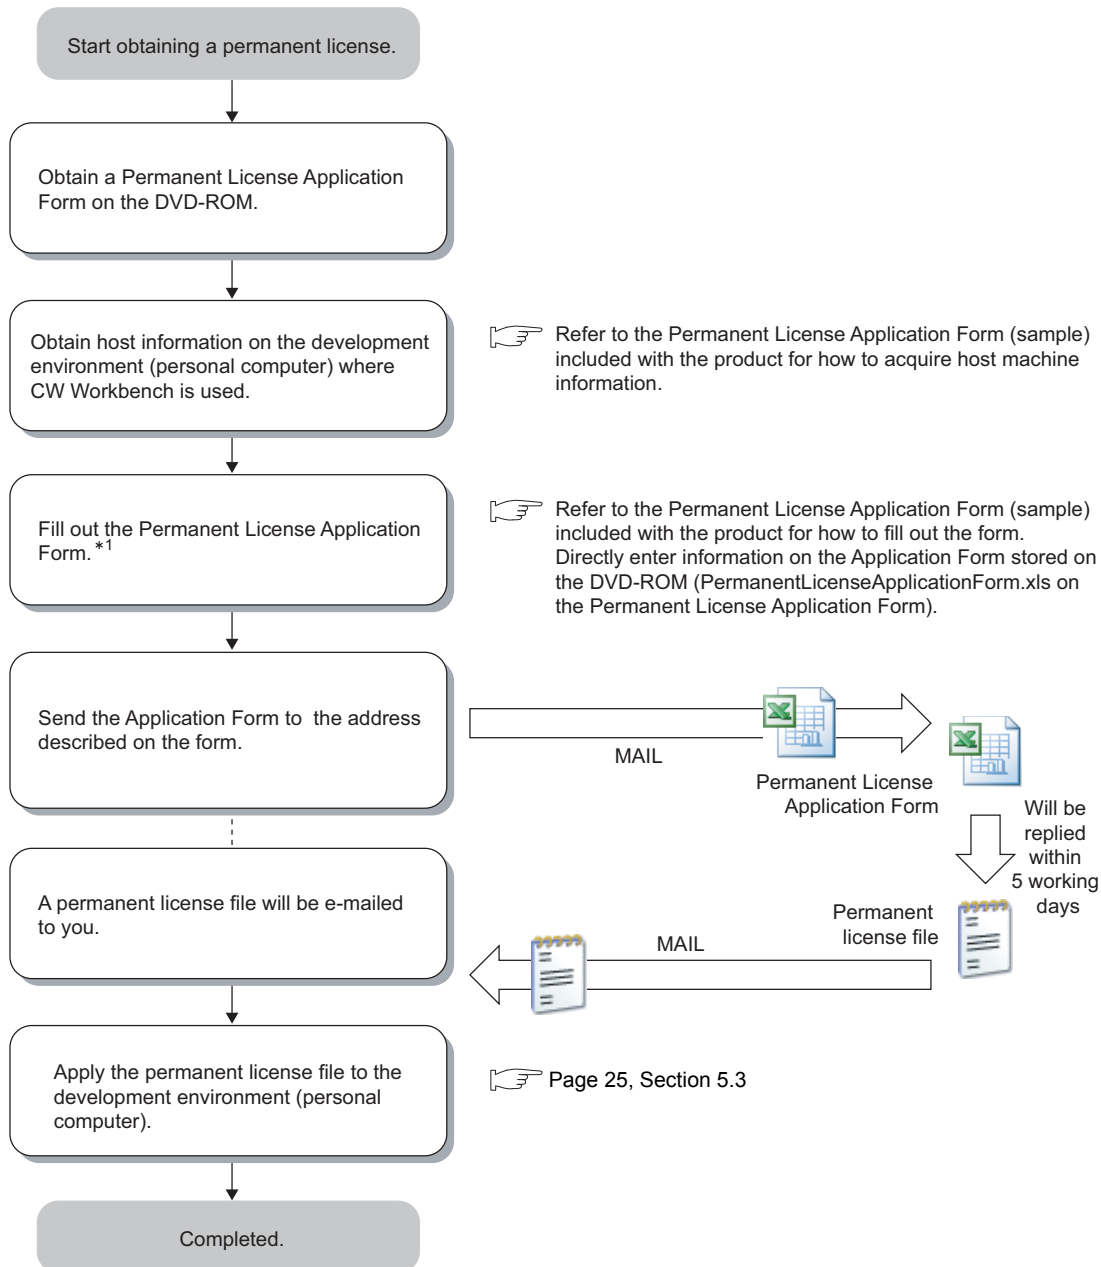 Start obtaining a permanent license.
Obtain a Permanent License Application
Form on the DVD-ROM.
Obtain host information on the development
environment (personal computer) where
CW Workbench is used.
Refer to the Permanent License Application Form (sample)
included with the product for how to acquire host machine
information.
Fill out the Permanent License Application
Form.*1
Refer to the Permanent License Application Form (sample)
included with the product for how to fill out the form.
Directly enter information on the Application Form stored on
the DVD-ROM (PermanentLicenseApplicationForm.xls on
the Permanent License Application Form).
Send the Application Form to the address
described on the form.
MAIL
Permanent License
Application Form
Will be
replied
within
5 working
days
A permanent license file will be e-mailed
to you.
MAIL
Permanent
license file
Apply the permanent license file to the
development environment (personal
computer).
Page 25, Section 5.3
Completed.